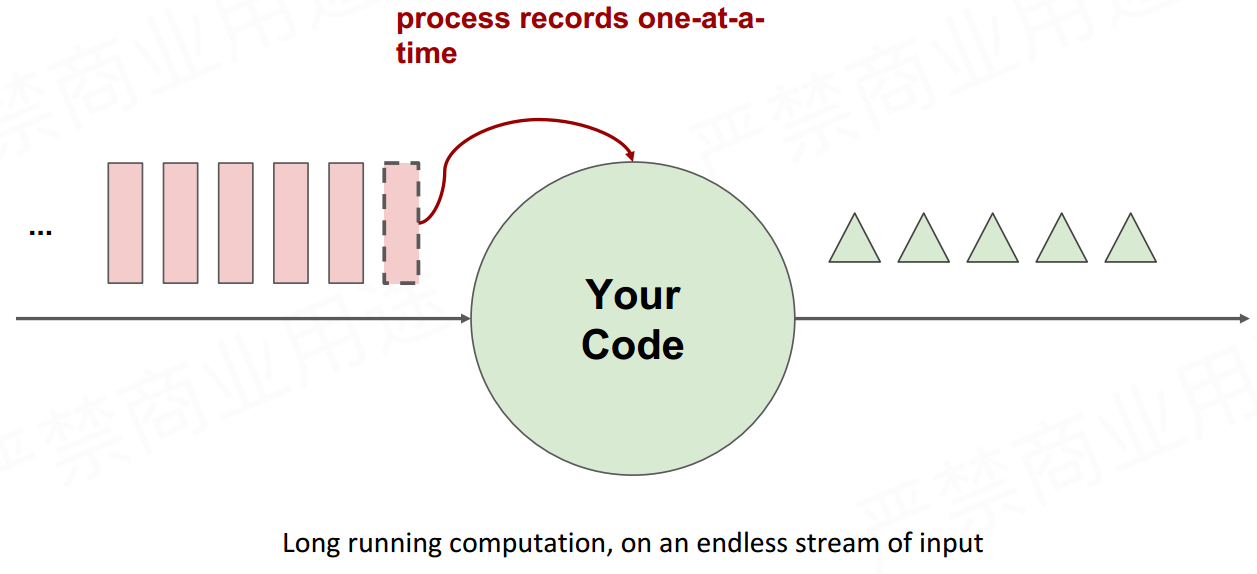 process records one-at-a-
time
...
Your
Code
Long running computation, on an endless stream of input
严禁商业用途
严禁商业用途
严禁商业用途
严禁商业用途